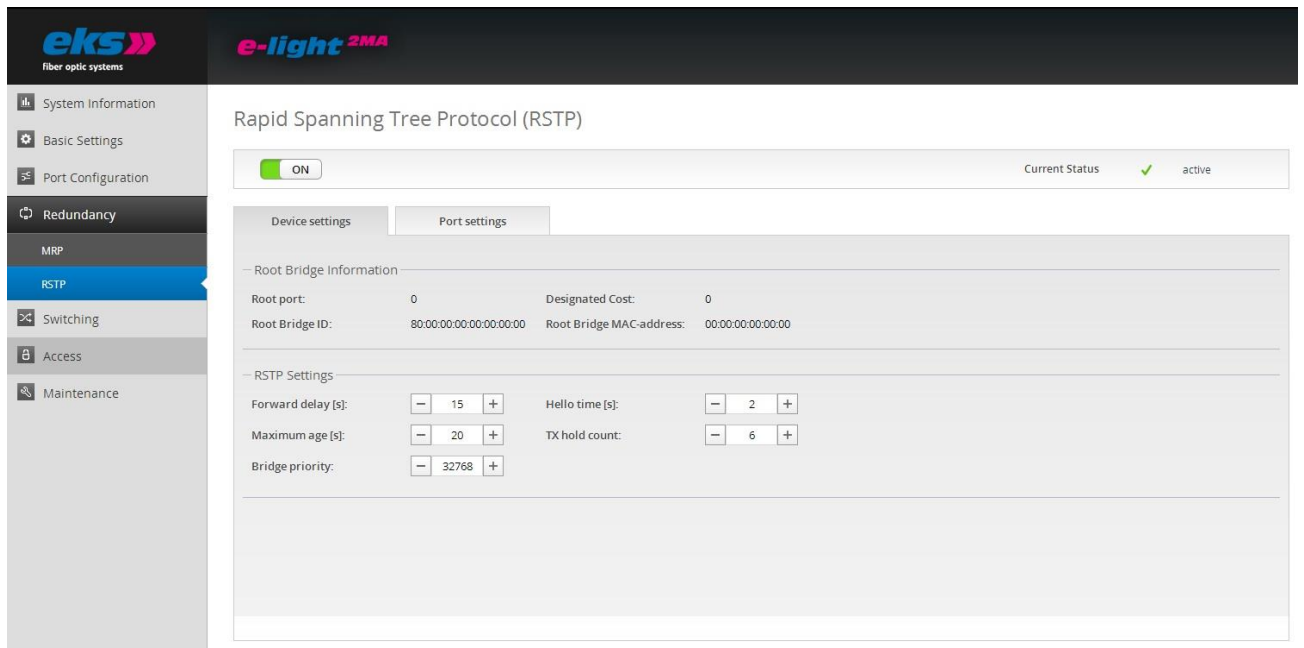 eks
fiber optic systems
e-light 2MA
System Information
Basic Settings
Port Configuration
Redundancy
MRP
RSTP
Switching
Access
Maintenance
Rapid Spanning Tree Protocol (RSTP)
ON Current Status active
Device settings Port settings
Root Bridge Information
Root port: 0 Designated Cost: 0
Root Bridge ID: 80:00:00:00:00:00:00:00 Root Bridge MAC-address: 00:00:00:00:00:00
RSTP Settings
Forward delay [s]: − 15 + Hello time [s]: − 2 +
Maximum age [s]: − 20 + TX hold count: − 6 +
Bridge priority: − 32768 +